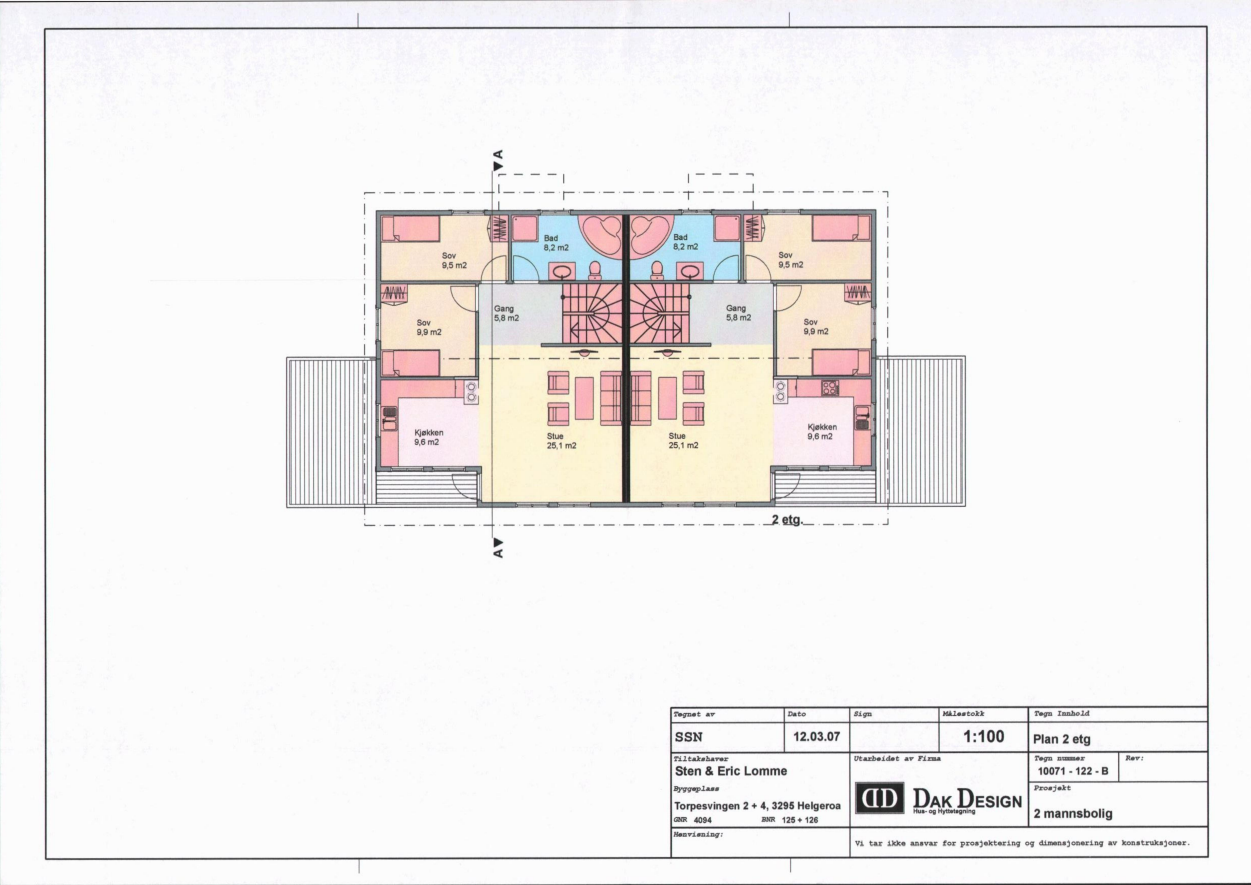 A
Bad
8,2 m2
Bad
8,2 m2
Sov
9,5 m2
Sov
9,5 m2
Gang
5,8 m2
Gang
5,8 m2
Sov
9,9 m2
Sov
9,9 m2
Kjøkken
9,6 m2
Stue
25,1 m2
Stue
25,1 m2
Kjøkken
9,6 m2
2 etg.
A
Tegnet av
Dato
Sign
Målestokk
Tegn Innhold
SSN
12.03.07
1:100
Plan 2 etg
Tiltakshaver
Sten & Eric Lomme
Utarbeidet av Firma
Tegn nummer
Rev:
10071 - 122 - B
Byggeplass
Torpesvingen 2 + 4, 3295 Helgeroa
GNR 4094 BNR 125 + 126
DD DAK DESIGN
Hus- og Hyttetegning
Prosjekt
2 mannsbolig
Henvisning:
Vi tar ikke ansvar for prosjektering og dimensjonering av konstruksjoner.